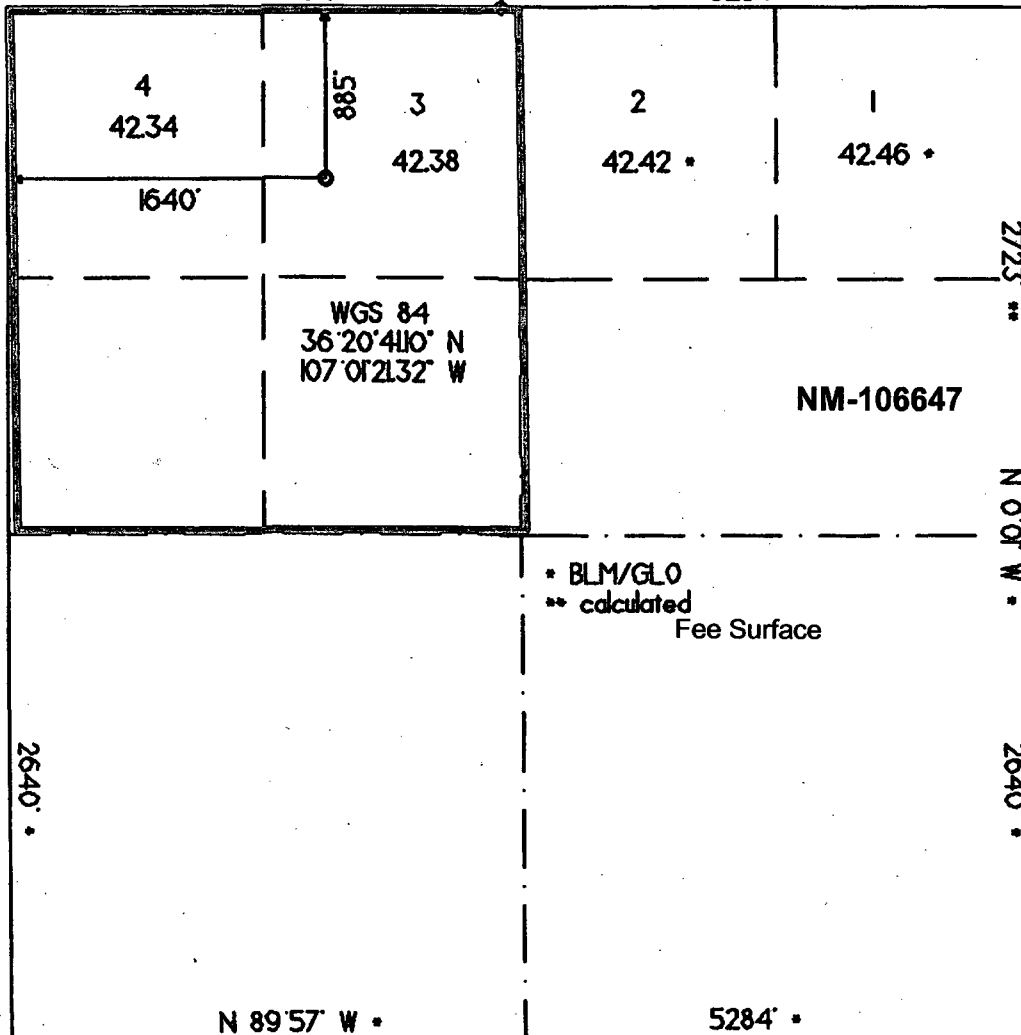 4
42.34
885'
3
42.38
2
42.42 *
1
42.46 *
1640'
2723' **
WGS 84
36°20'41.10" N
107°01'21.32" W
NM-106647
N 0°01' W *
* BLM/GLO
** calculated
Fee Surface
2640' *
2640' *
N 89°57' W *
5284' *